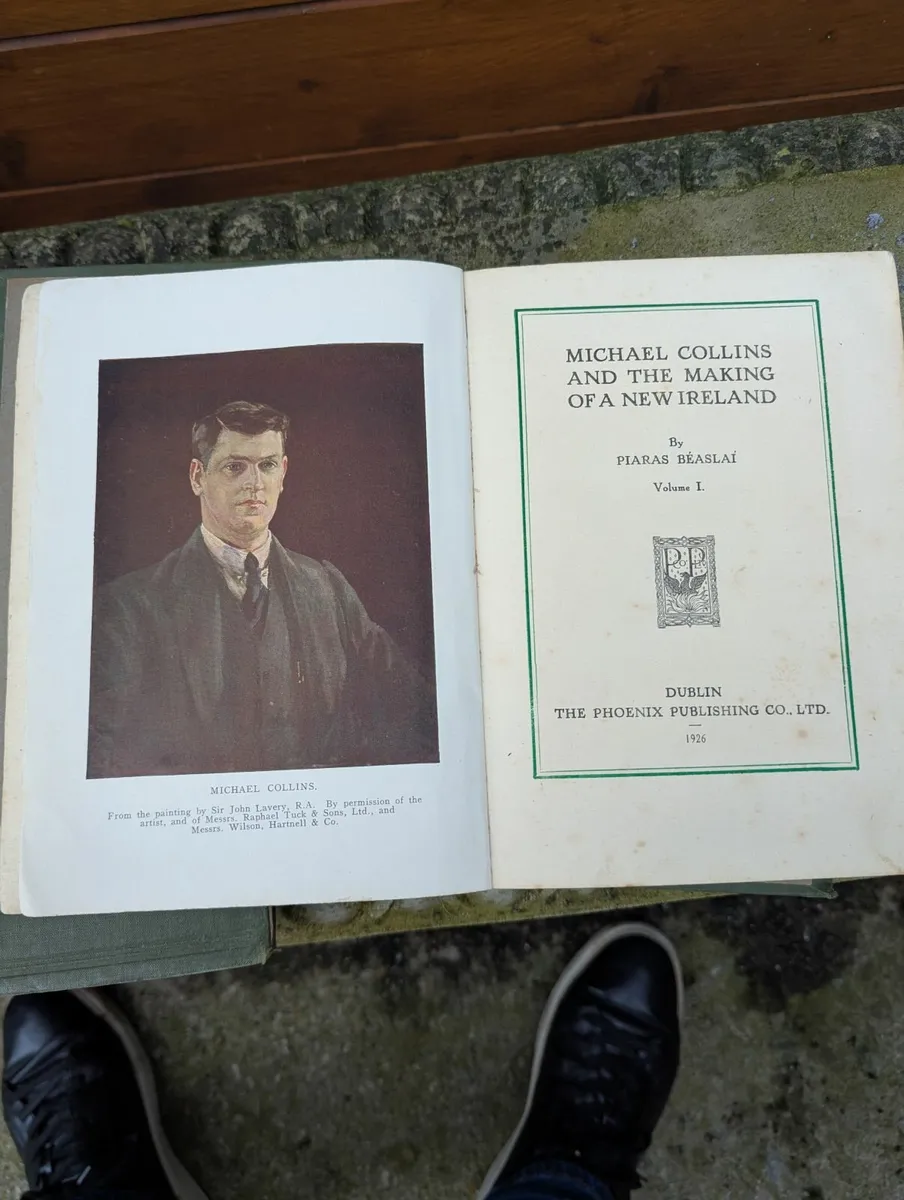 MICHAEL COLLINS.
From the painting by Sir John Lavery, R.A. By permission of the
artist, and of Messrs. Raphael Tuck & Sons, Ltd., and
Messrs. Wilson, Hartnell & Co.
MICHAEL COLLINS
AND THE MAKING
OF A NEW IRELAND
By
PIARAS BÉASLAÍ
Volume I.
P Co P
DUBLIN
THE PHOENIX PUBLISHING CO., LTD.
1926